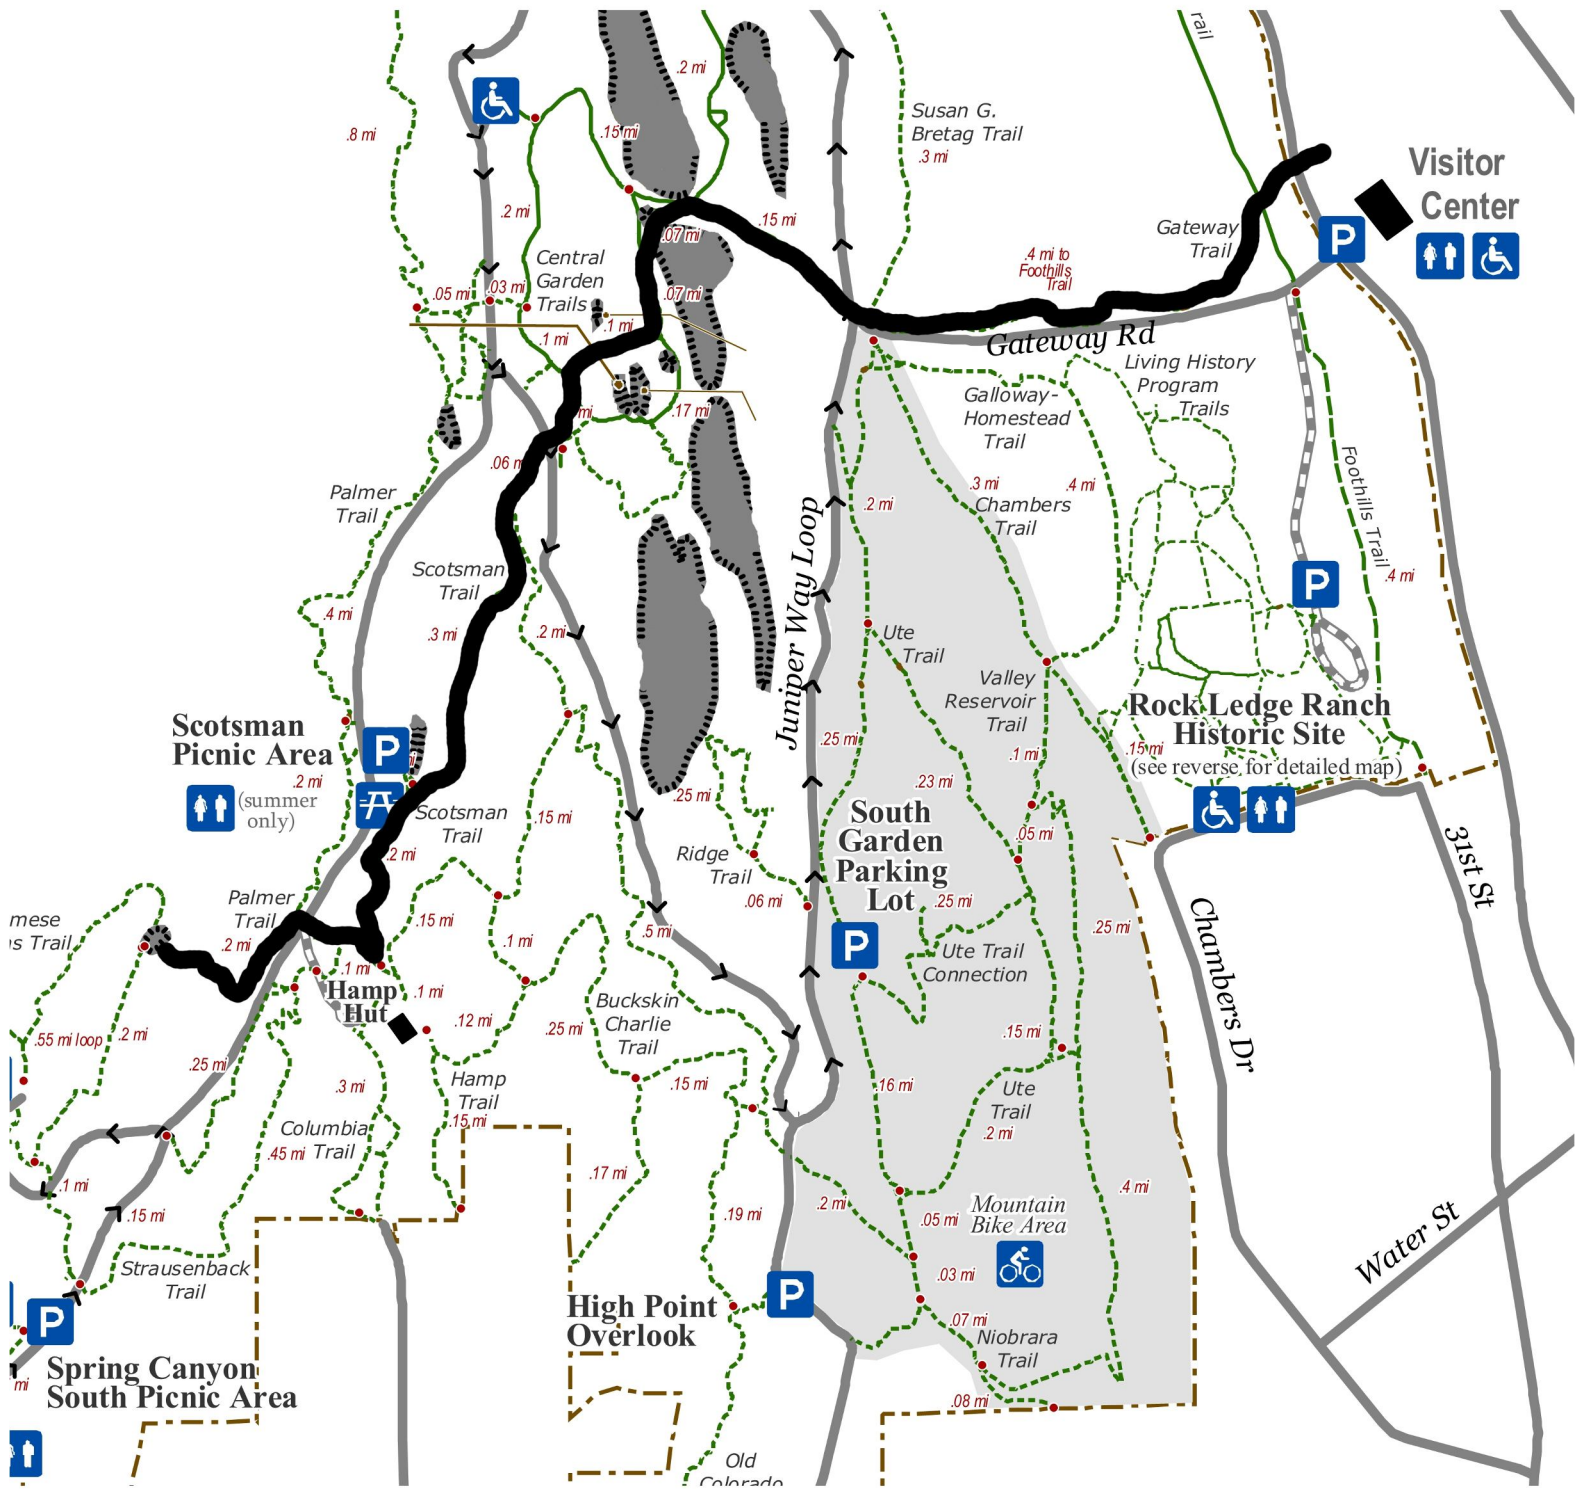 rail
.2 mi
Susan G.
Bretag Trail
.3 mi
.8 mi
.15 mi
Visitor
Center
P
.2 mi
.15 mi
.07 mi
Gateway
Trail
.4 mi to
Foothills
Trail
Central
Garden
Trails
.05 mi
.03 mi
.07 mi
.1 mi
.1 mi
Gateway Rd
Living History
Program
Trails
Galloway-
Homestead
Trail
mi
.17 mi
.06 m
Palmer
Trail
.3 mi
.4 mi
Chambers
Trail
.2 mi
Foothills Trail
.4 mi
P
Juniper Way Loop
Scotsman
Trail
.4 mi
.3 mi
.2 mi
Ute
Trail
Valley
Reservoir
Trail
Rock Ledge Ranch
Historic Site
(see reverse for detailed map)
.15 mi
Scotsman
Picnic Area
(summer
only)
P
.2 mi
.25 mi
.1 mi
.23 mi
.25 mi
Scotsman
Trail
.15 mi
South
Garden
Parking
Lot
P
.05 mi
31st St
.2 mi
Ridge
Trail
.06 mi
Palmer
Trail
.2 mi
mese
s Trail
.15 mi
.1 mi
.5 mi
.25 mi
Ute Trail
Connection
.25 mi
Chambers Dr
.1 mi
Hamp
Hut
.1 mi
.12 mi
.25 mi
Buckskin
Charlie
Trail
.55 mi loop
.2 mi
.25 mi
.3 mi
Hamp
Trail
.15 mi
.15 mi
.16 mi
.15 mi
Ute
Trail
.2 mi
Columbia
Trail
.45 mi
.17 mi
.1 mi
.15 mi
.19 mi
.2 mi
.05 mi
Mountain
Bike Area
.4 mi
Water St
Strausenback
Trail
.03 mi
P
High Point
Overlook
P
.07 mi
Niobrara
Trail
.08 mi
Spring Canyon
South Picnic Area
mi
Old
Colorado